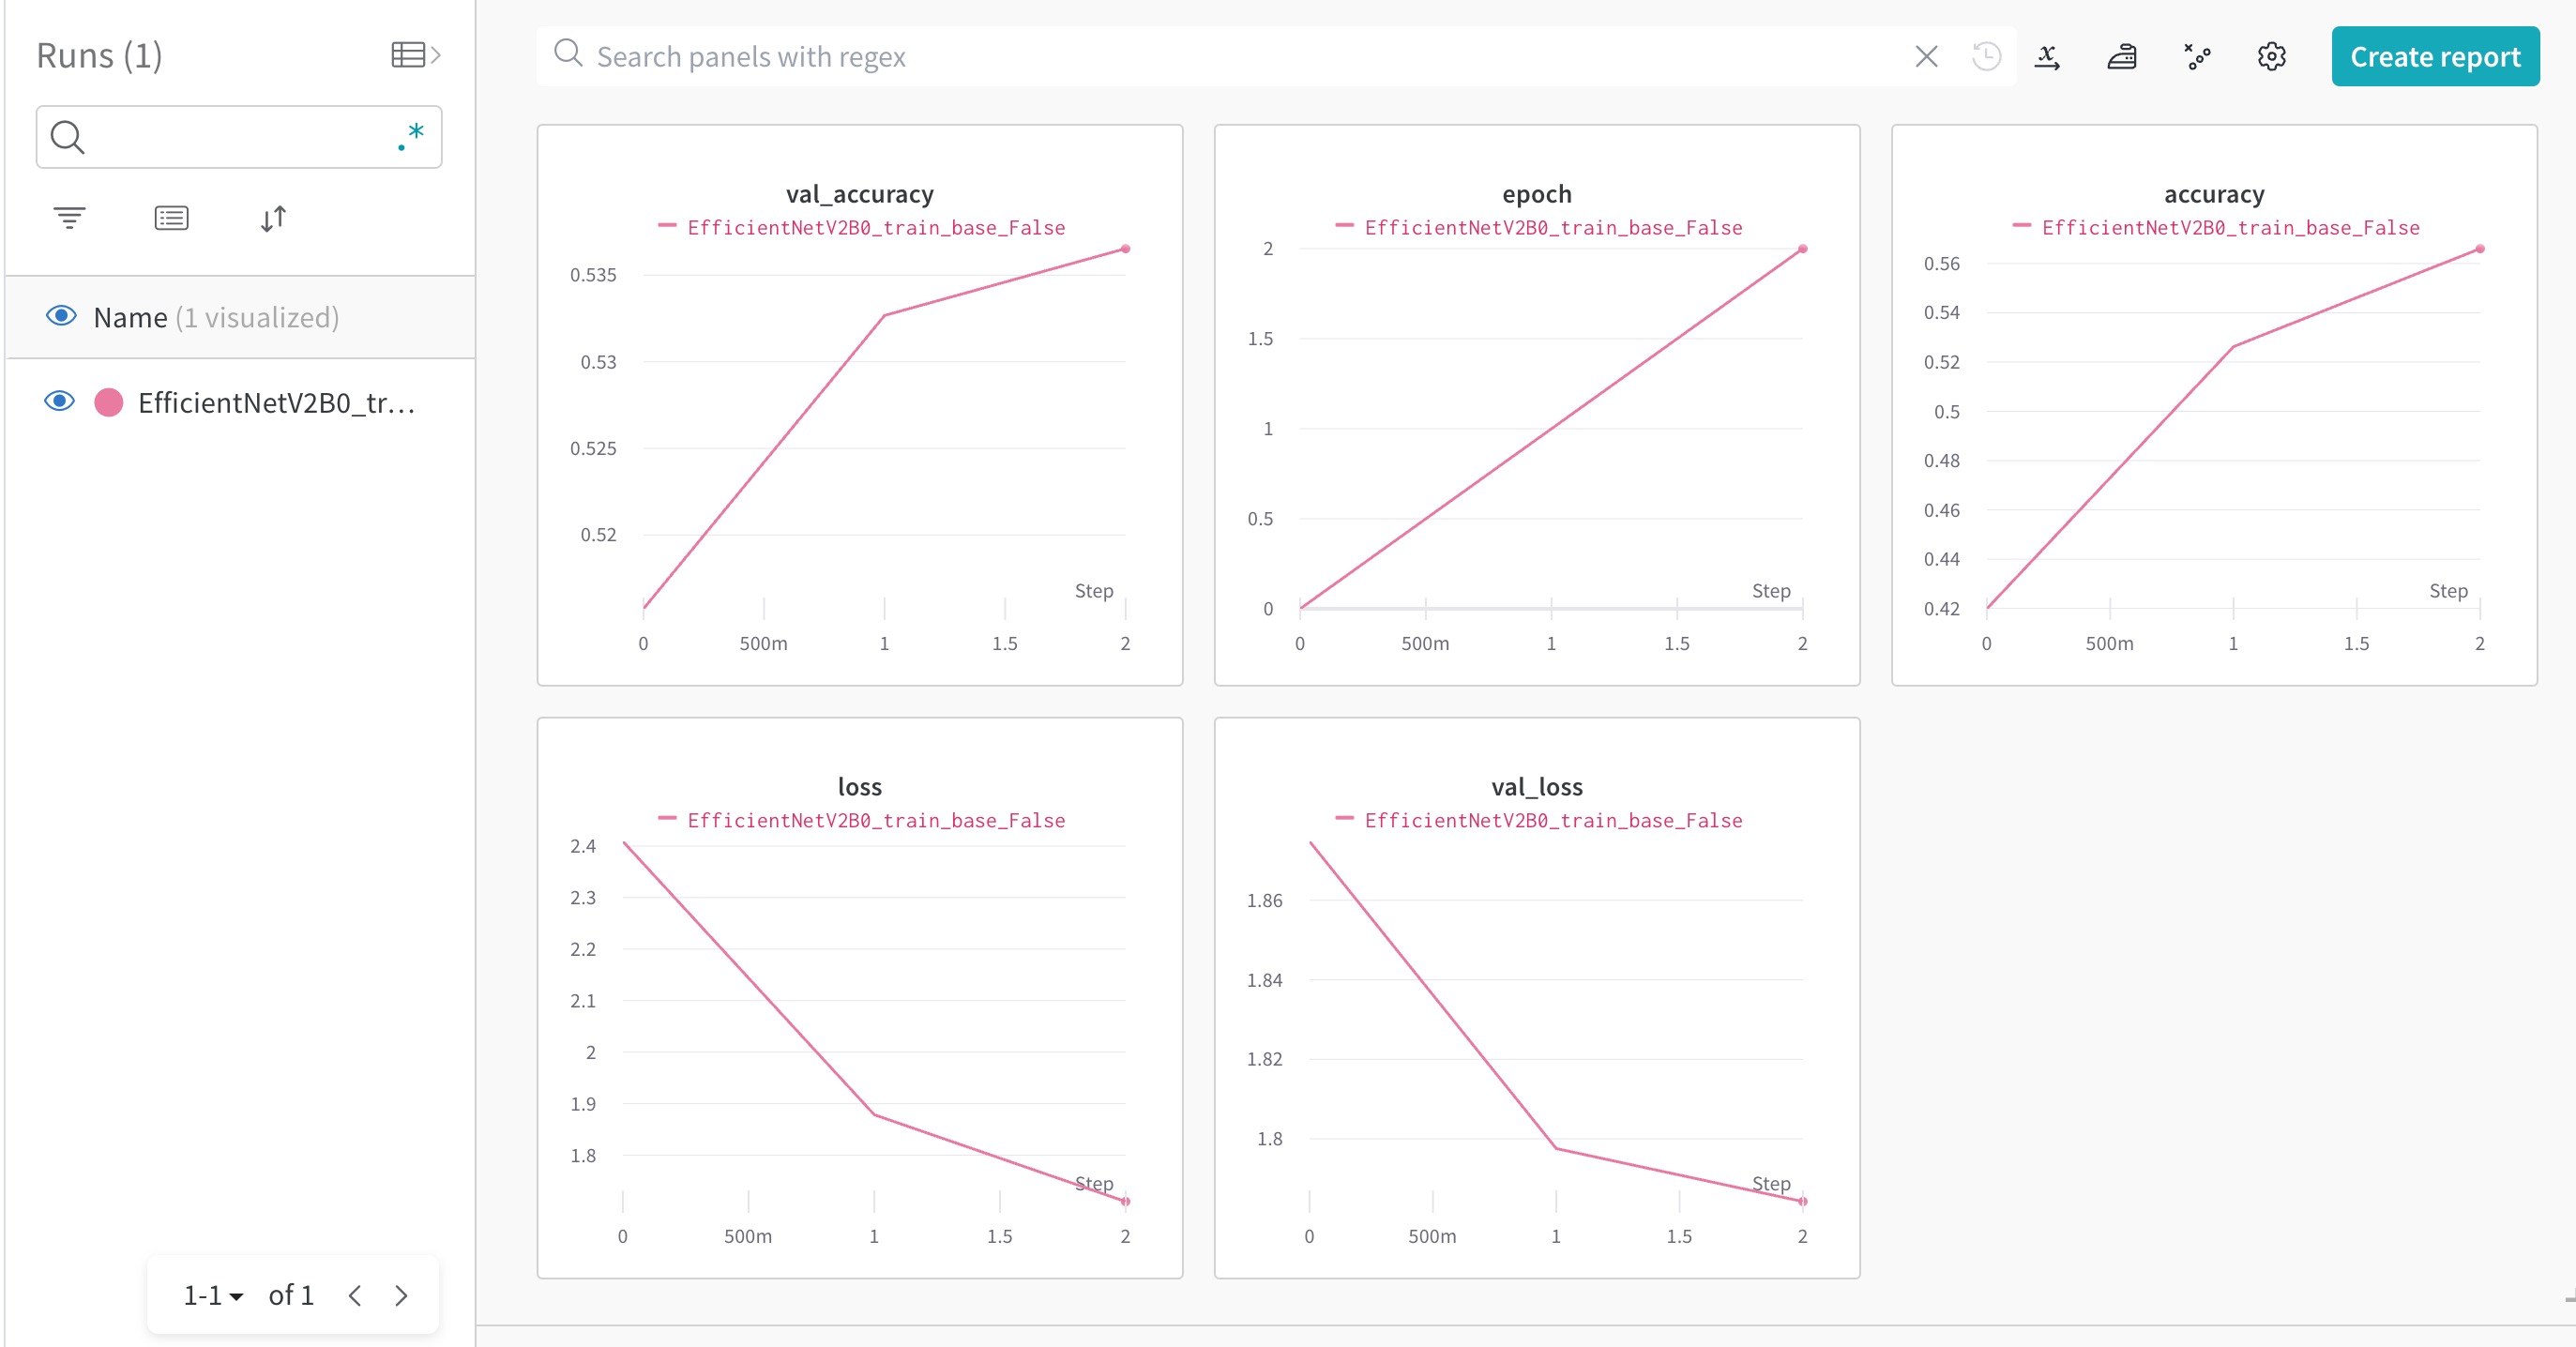 Runs (1)
.*
Name (1 visualized)
EfficientNetV2B0_tr...
1-1 of 1
Search panels with regex
Create report
val_accuracy
EfficientNetV2B0_train_base_False
0.535
0.53
0.525
0.52
Step
0 500m 1 1.5 2
epoch
EfficientNetV2B0_train_base_False
2
1.5
1
0.5
0
Step
0 500m 1 1.5 2
accuracy
EfficientNetV2B0_train_base_False
0.56
0.54
0.52
0.5
0.48
0.46
0.44
0.42
Step
0 500m 1 1.5 2
loss
EfficientNetV2B0_train_base_False
2.4
2.3
2.2
2.1
2
1.9
1.8
Step
0 500m 1 1.5 2
val_loss
EfficientNetV2B0_train_base_False
1.86
1.84
1.82
1.8
Step
0 500m 1 1.5 2